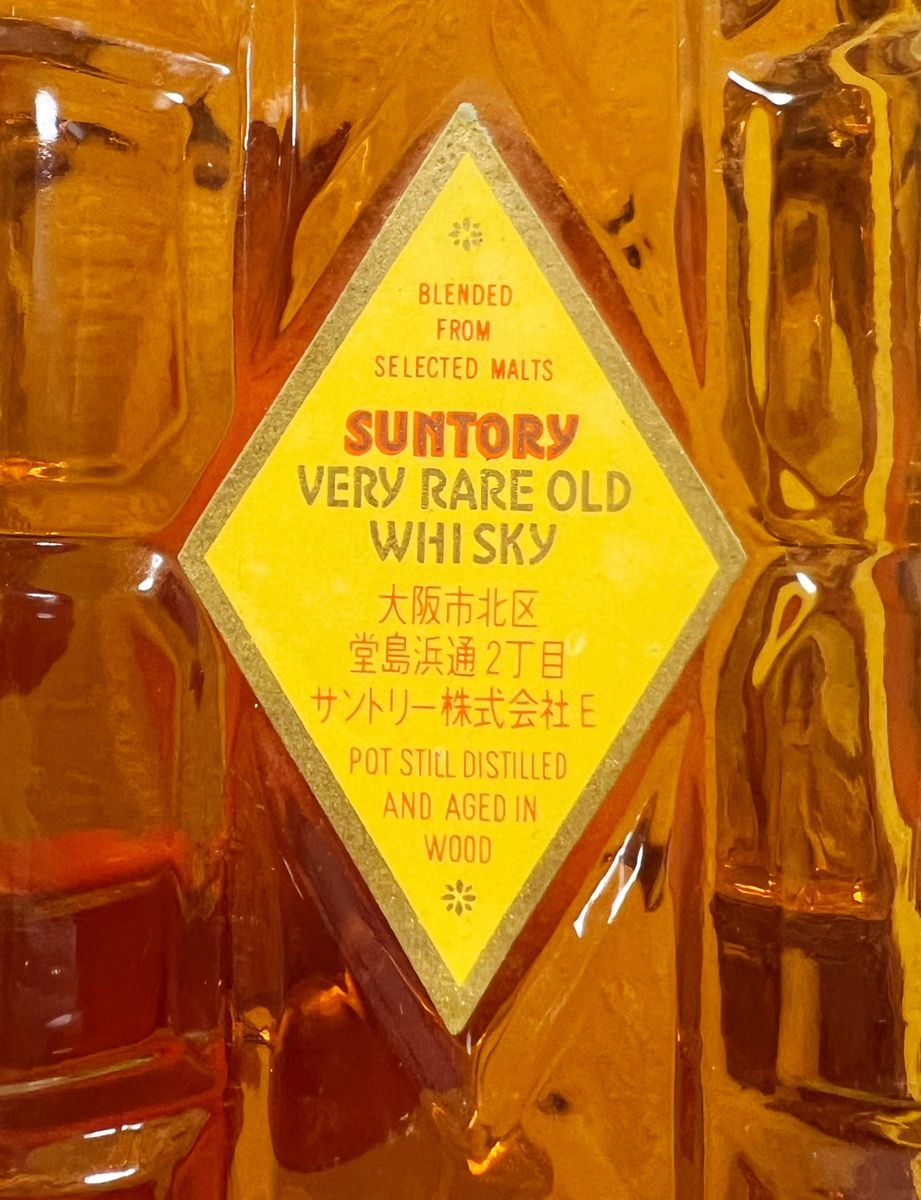 BLENDED
FROM
SELECTED MALTS
SUNTORY
VERY RARE OLD
WHISKY
大阪市北区
堂島浜通2丁目
サントリー株式会社E
POT STILL DISTILLED
AND AGED IN
WOOD